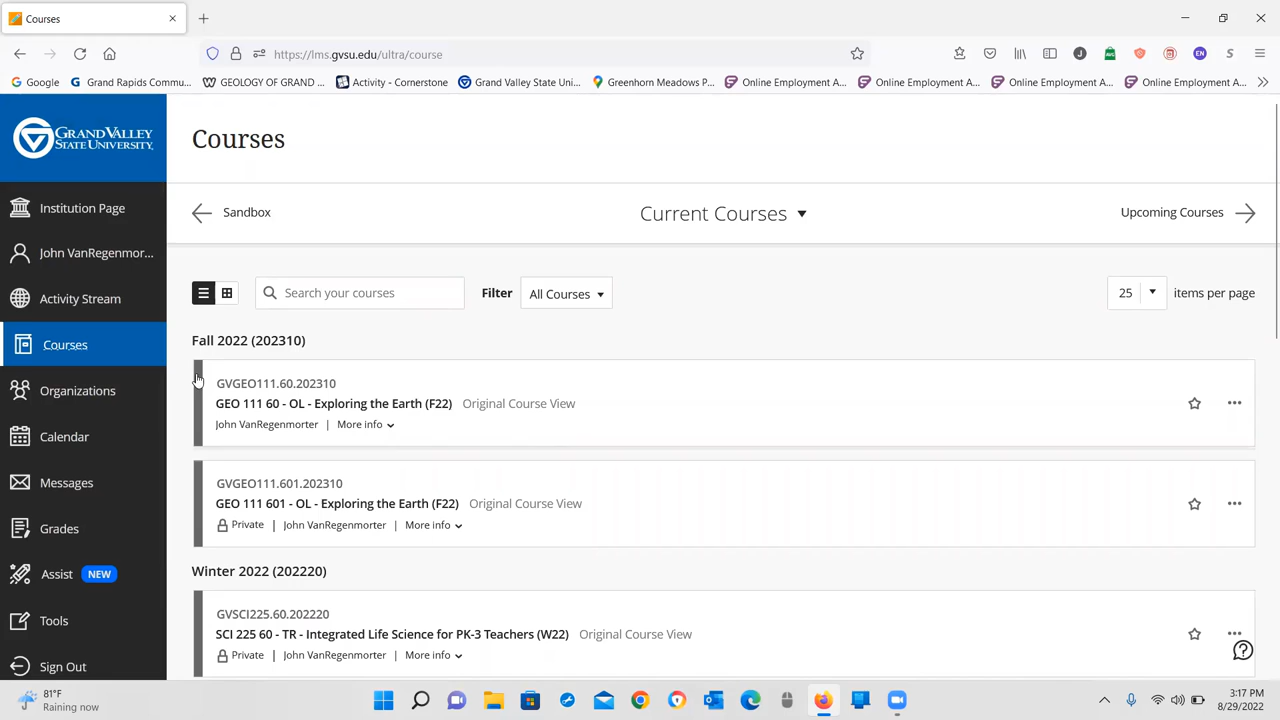 Courses
https://lms.gvsu.edu/ultra/course
Google
Grand Rapids Commu...
GEOLOGY OF GRAND ...
Activity - Cornerstone
Grand Valley State Uni...
Greenhorn Meadows P...
Online Employment A...
Online Employment A...
Online Employment A...
Online Employment A...
GRAND VALLEY
STATE UNIVERSITY
Institution Page
John VanRegenmor...
Activity Stream
Courses
Organizations
Calendar
Messages
Grades
Assist NEW
Tools
Sign Out
Courses
Sandbox
Current Courses
Upcoming Courses
Search your courses
Filter
All Courses
25
items per page
Fall 2022 (202310)
GVGEO111.60.202310
GEO 111 60 - OL - Exploring the Earth (F22) Original Course View
John VanRegenmorter | More info
GVGEO111.601.202310
GEO 111 601 - OL - Exploring the Earth (F22) Original Course View
Private | John VanRegenmorter | More info
Winter 2022 (202220)
GVSCI225.60.202220
SCI 225 60 - TR - Integrated Life Science for PK-3 Teachers (W22) Original Course View
Private | John VanRegenmorter | More info
81°F
Raining now
3:17 PM
8/29/2022